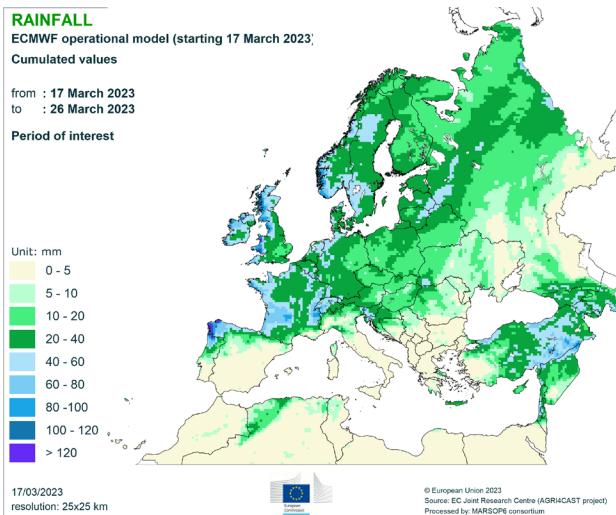 RAINFALL
ECMWF operational model (starting 17 March 2023)
Cumulated values
from : 17 March 2023
to : 26 March 2023
Period of interest
Unit: mm
0 - 5
5 - 10
10 - 20
20 - 40
40 - 60
60 - 80
80 -100
100 - 120
> 120
17/03/2023
resolution: 25x25 km
European
Commission
© European Union 2023
Source: EC Joint Research Centre (AGRI4CAST project)
Processed by: MARSOP6 consortium